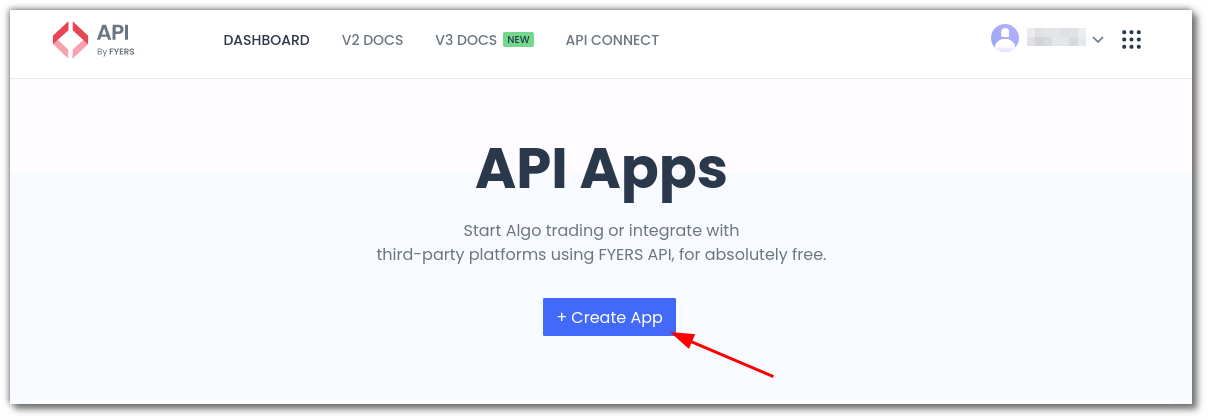 API
By FYERS
DASHBOARD
V2 DOCS
V3 DOCS NEW
API CONNECT
API Apps
Start Algo trading or integrate with
third-party platforms using FYERS API, for absolutely free.
+ Create App